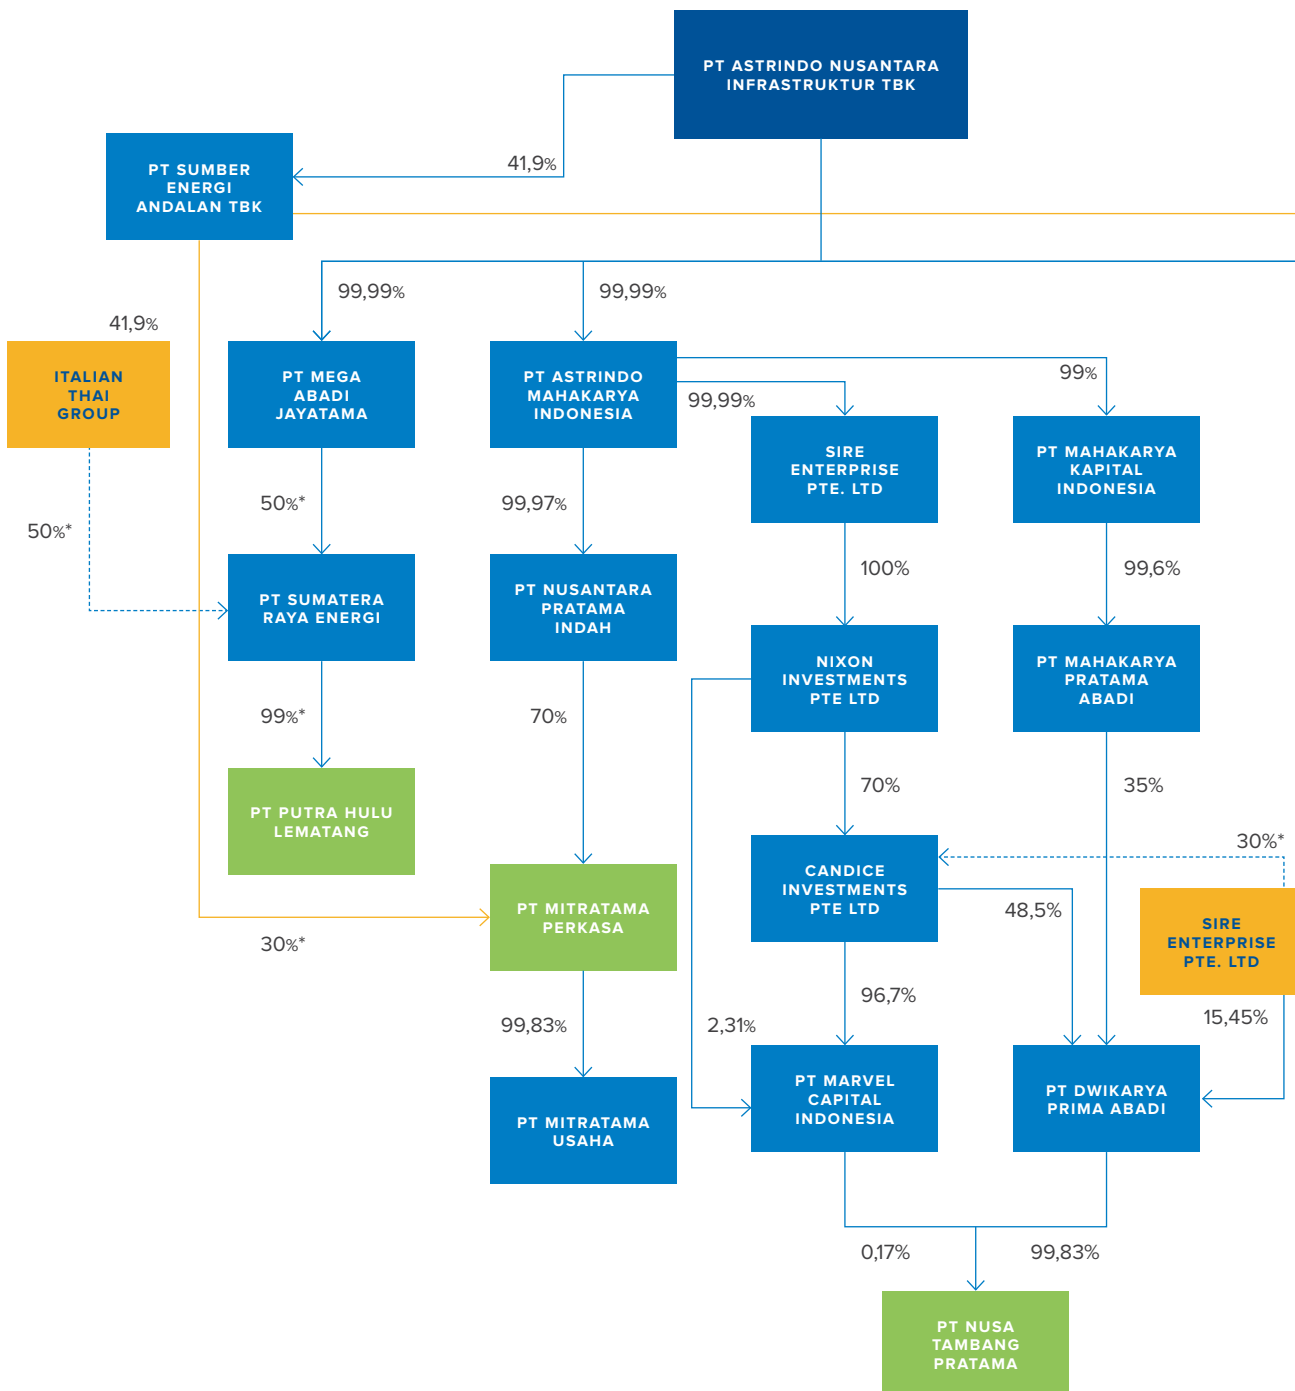 PT ASTRINDO NUSANTARA
INFRASTRUKTUR TBK
41,9%
PT SUMBER
ENERGI
ANDALAN TBK
99,99%
99,99%
41,9%
ITALIAN
THAI
GROUP
PT MEGA
ABADI
JAYATAMA
PT ASTRINDO
MAHAKARYA
INDONESIA
99,99%
99%
SIRE
ENTERPRISE
PTE. LTD
PT MAHAKARYA
KAPITAL
INDONESIA
50%*
50%*
99,97%
100%
99,6%
PT SUMATERA
RAYA ENERGI
PT NUSANTARA
PRATAMA
INDAH
NIXON
INVESTMENTS
PTE LTD
PT MAHAKARYA
PRATAMA
ABADI
99%*
70%
70%
35%
PT PUTRA HULU
LEMATANG
30%*
CANDICE
INVESTMENTS
PTE LTD
48,5%
PT MITRATAMA
PERKASA
30%*
SIRE
ENTERPRISE
PTE. LTD
99,83%
2,31%
96,7%
15,45%
PT MITRATAMA
USAHA
PT MARVEL
CAPITAL
INDONESIA
PT DWIKARYA
PRIMA ABADI
0,17%
99,83%
PT NUSA
TAMBANG
PRATAMA